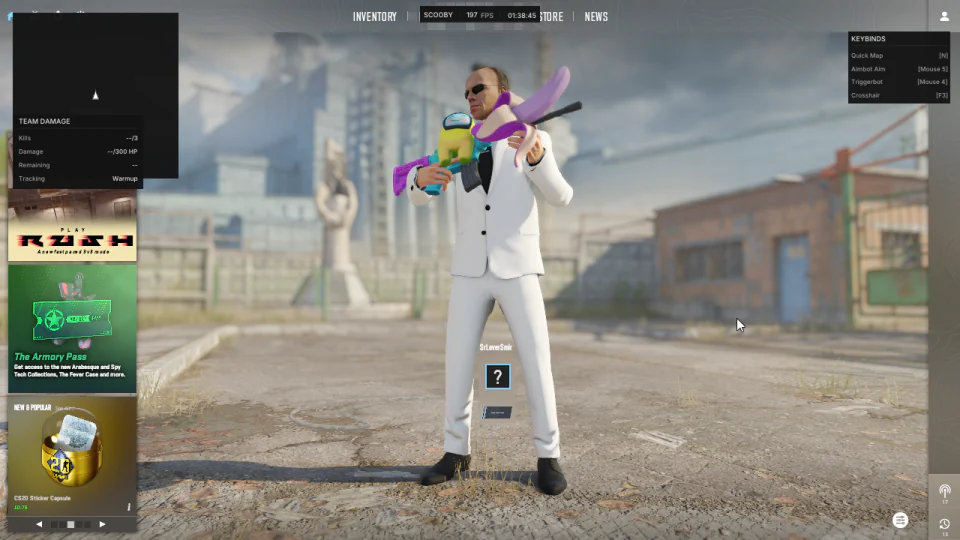 INVENTORY
SCOOBY 197 FPS 01:38:45
STORE
NEWS
KEYBINDS
Quick Map [N]
Aimbot Aim [Mouse 5]
Triggerbot [Mouse 4]
Crosshair [F3]
TEAM DAMAGE
Kills --/3
Damage --/300 HP
Remaining --
Tracking Warmup
PLAY
RUSH
A new fast paced 5v5 mode
The Armory Pass
Get access to the new Arabesque and Spy
Tech Collections, The Fever Case and more.
NEW & POPULAR
CS20 Sticker Capsule
i
?
17
13